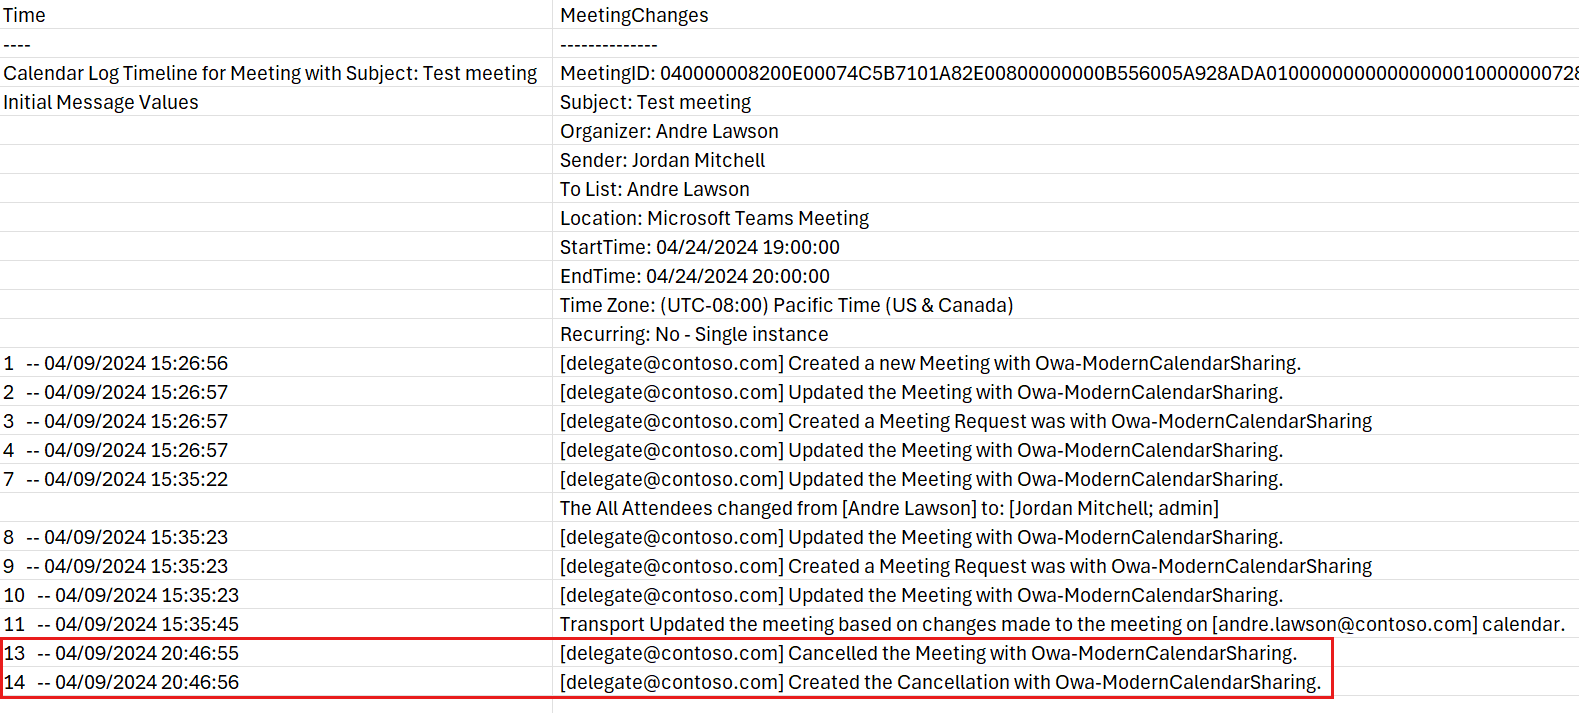 Time MeetingChanges
---- --------------
Calendar Log Timeline for Meeting with Subject: Test meeting MeetingID: 040000008200E00074C5B7101A82E00800000000B556005A928ADA01000000000000000010000000728
Initial Message Values Subject: Test meeting
Organizer: Andre Lawson
Sender: Jordan Mitchell
To List: Andre Lawson
Location: Microsoft Teams Meeting
StartTime: 04/24/2024 19:00:00
EndTime: 04/24/2024 20:00:00
Time Zone: (UTC-08:00) Pacific Time (US & Canada)
Recurring: No - Single instance
1 -- 04/09/2024 15:26:56 [delegate@contoso.com] Created a new Meeting with Owa-ModernCalendarSharing.
2 -- 04/09/2024 15:26:57 [delegate@contoso.com] Updated the Meeting with Owa-ModernCalendarSharing.
3 -- 04/09/2024 15:26:57 [delegate@contoso.com] Created a Meeting Request was with Owa-ModernCalendarSharing
4 -- 04/09/2024 15:26:57 [delegate@contoso.com] Updated the Meeting with Owa-ModernCalendarSharing.
7 -- 04/09/2024 15:35:22 [delegate@contoso.com] Updated the Meeting with Owa-ModernCalendarSharing.
The All Attendees changed from [Andre Lawson] to: [Jordan Mitchell; admin]
8 -- 04/09/2024 15:35:23 [delegate@contoso.com] Updated the Meeting with Owa-ModernCalendarSharing.
9 -- 04/09/2024 15:35:23 [delegate@contoso.com] Created a Meeting Request was with Owa-ModernCalendarSharing
10 -- 04/09/2024 15:35:23 [delegate@contoso.com] Updated the Meeting with Owa-ModernCalendarSharing.
11 -- 04/09/2024 15:35:45 Transport Updated the meeting based on changes made to the meeting on [andre.lawson@contoso.com] calendar.
13 -- 04/09/2024 20:46:55 [delegate@contoso.com] Cancelled the Meeting with Owa-ModernCalendarSharing.
14 -- 04/09/2024 20:46:56 [delegate@contoso.com] Created the Cancellation with Owa-ModernCalendarSharing.